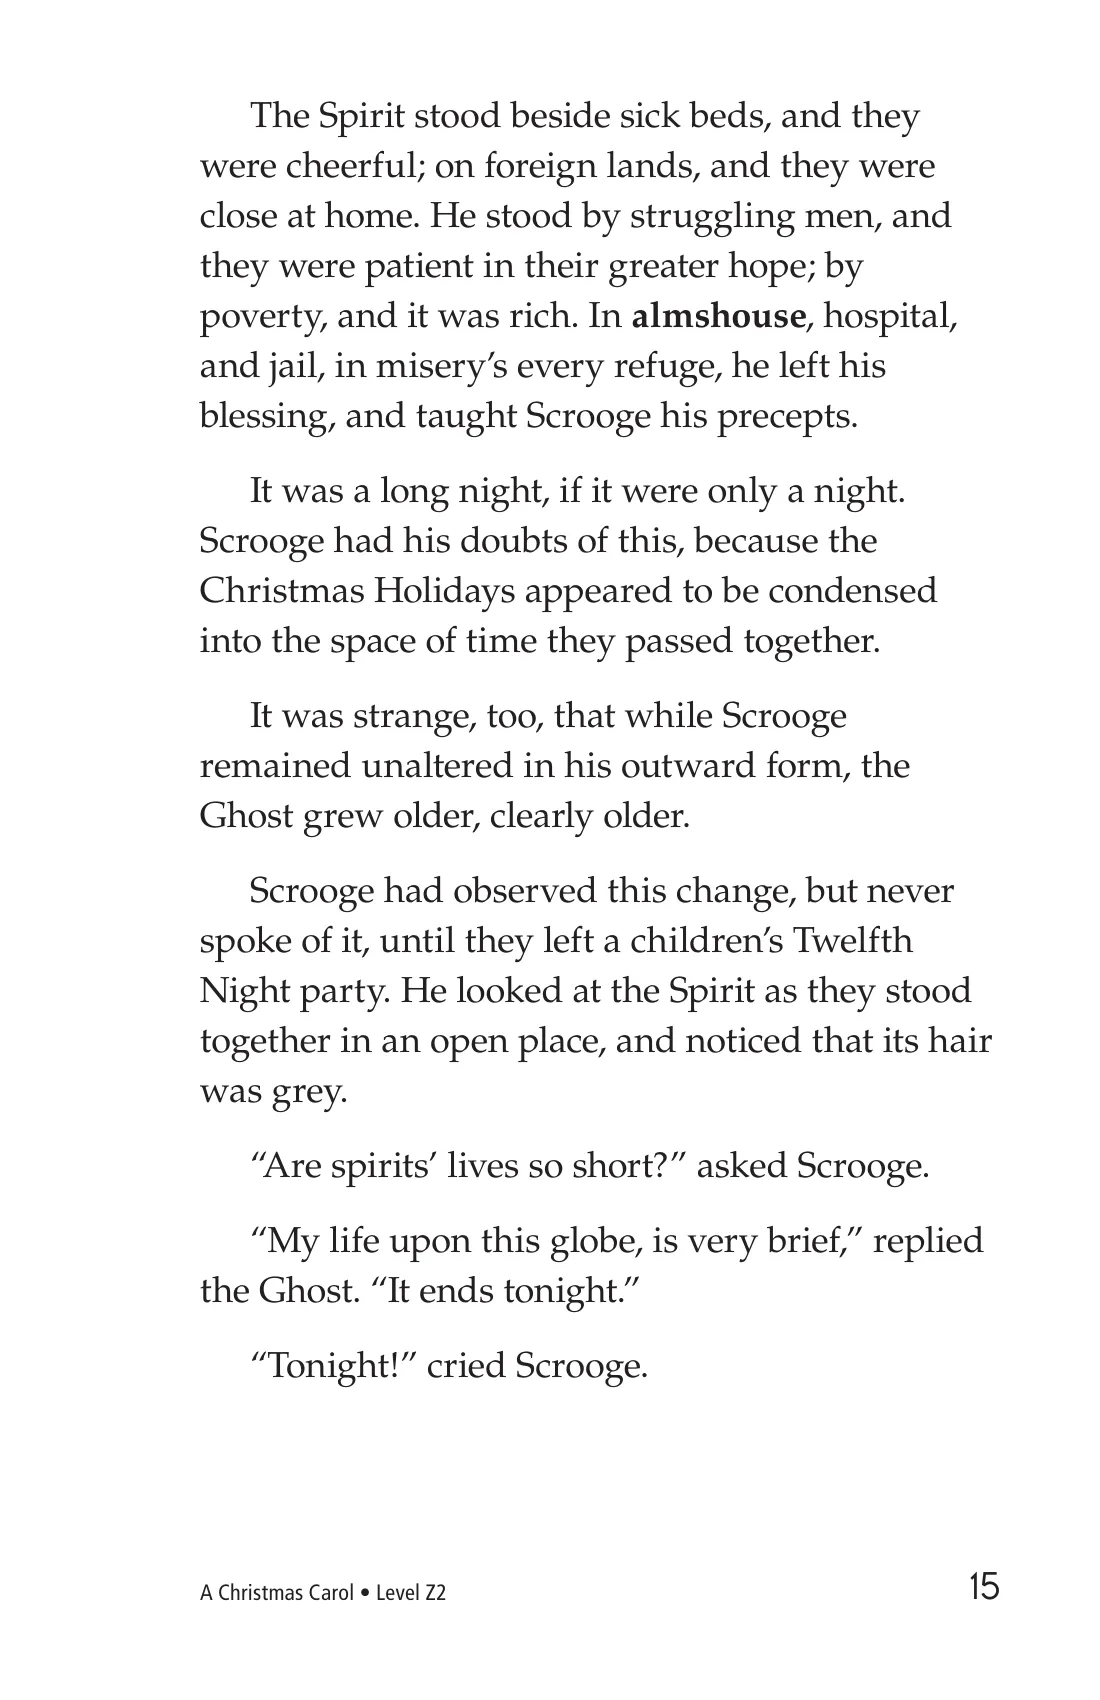 The Spirit stood beside sick beds, and they
were cheerful; on foreign lands, and they were
close at home. He stood by struggling men, and
they were patient in their greater hope; by
poverty, and it was rich. In almshouse, hospital,
and jail, in misery’s every refuge, he left his
blessing, and taught Scrooge his precepts.
It was a long night, if it were only a night.
Scrooge had his doubts of this, because the
Christmas Holidays appeared to be condensed
into the space of time they passed together.
It was strange, too, that while Scrooge
remained unaltered in his outward form, the
Ghost grew older, clearly older.
Scrooge had observed this change, but never
spoke of it, until they left a children’s Twelfth
Night party. He looked at the Spirit as they stood
together in an open place, and noticed that its hair
was grey.
“Are spirits’ lives so short?” asked Scrooge.
“My life upon this globe, is very brief,” replied
the Ghost. “It ends tonight.”
“Tonight!” cried Scrooge.
A Christmas Carol • Level Z2
15